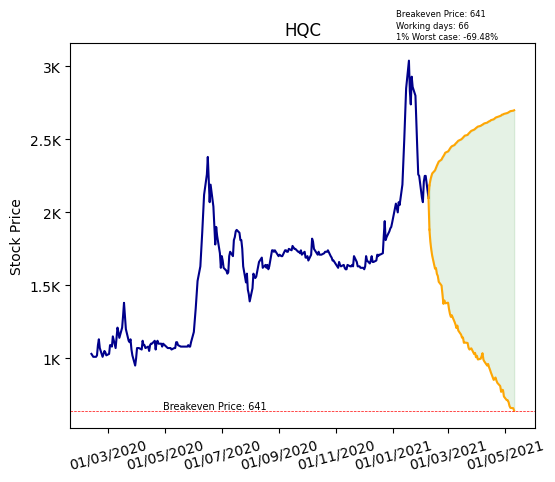 Breakeven Price: 641
Working days: 66
1% Worst case: -69.48%
HQC
Stock Price
3K
2.5K
2K
1.5K
1K
Breakeven Price: 641
01/03/2020
01/05/2020
01/07/2020
01/09/2020
01/11/2020
01/01/2021
01/03/2021
01/05/2021